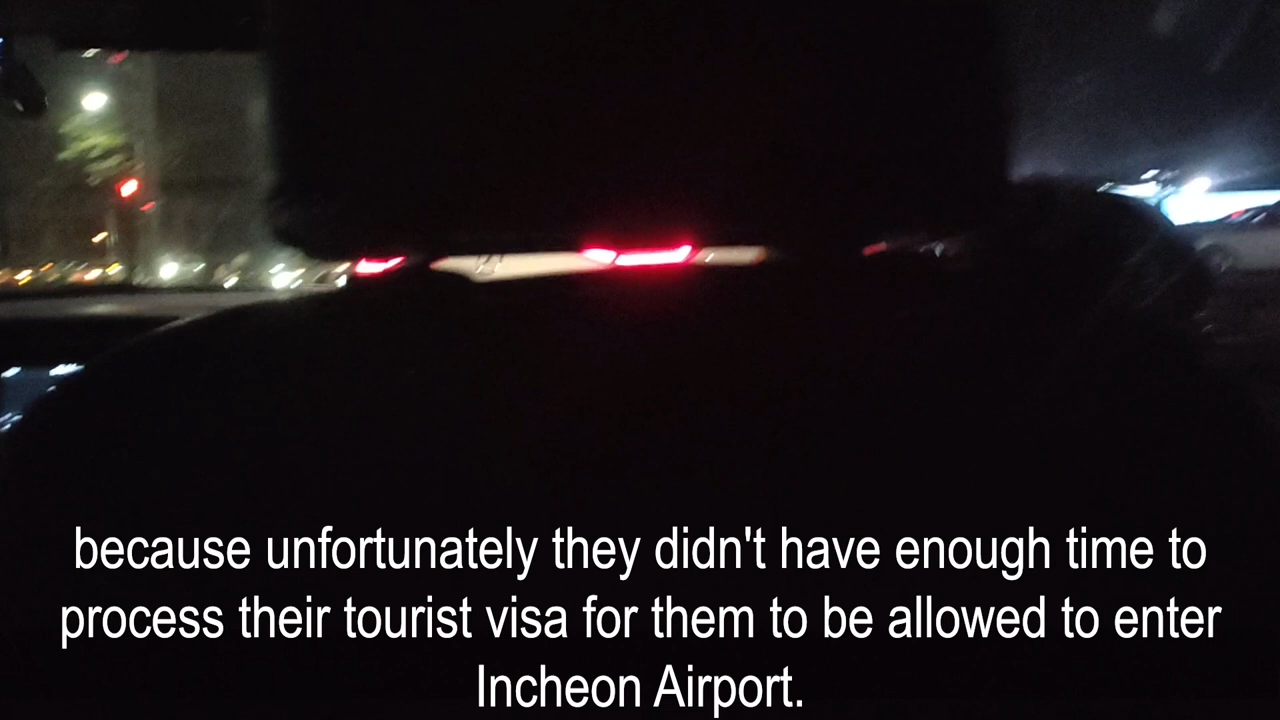 because unfortunately they didn't have enough time to
process their tourist visa for them to be allowed to enter
Incheon Airport.